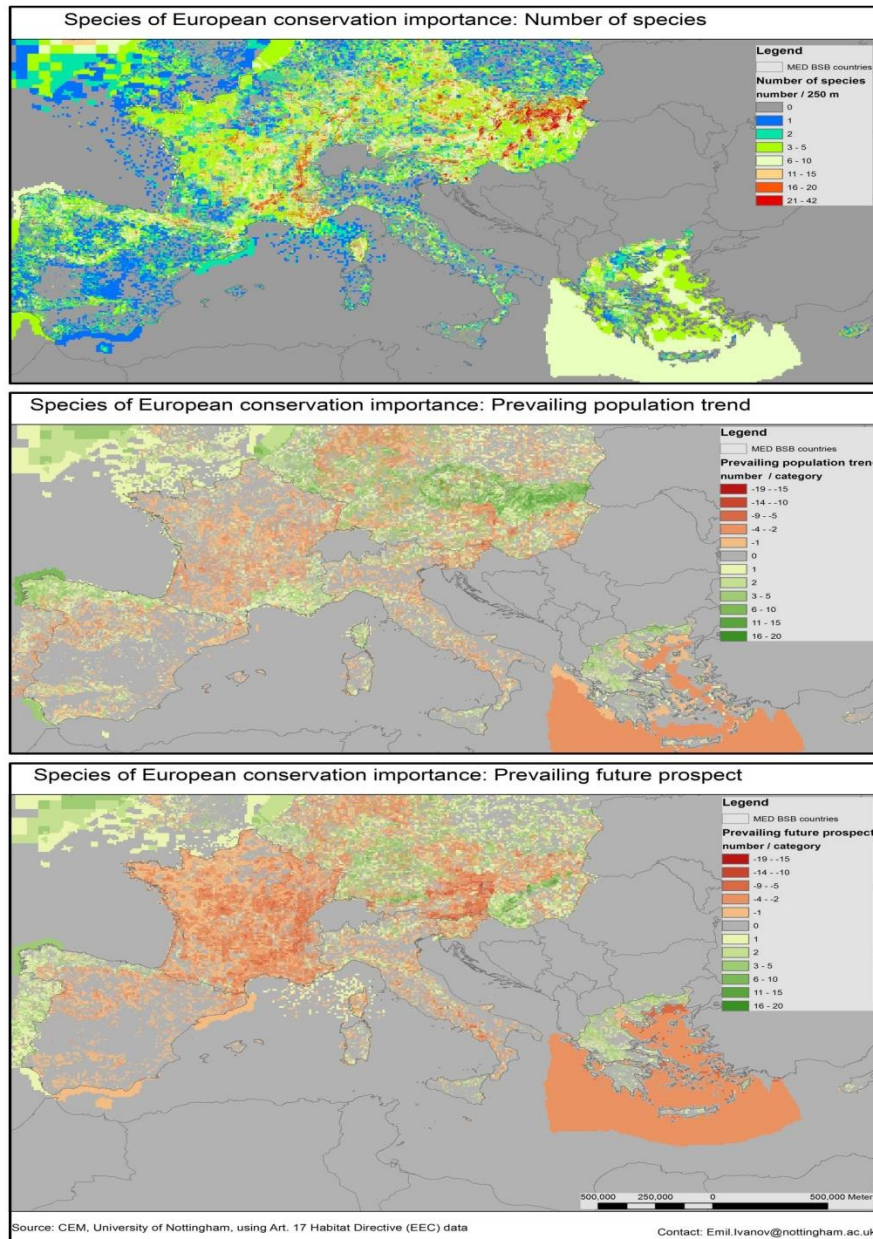 Species of European conservation importance: Number of species
Legend
MED BSB countries
Number of species
number / 250 m
0
1
2
3 - 5
6 - 10
11 - 15
16 - 20
21 - 42
Species of European conservation importance: Prevailing population trend
Legend
MED BSB countries
Prevailing population tren
number / category
-19 - -15
-14 - -10
-9 - -5
-4 - -2
-1
0
1
2
3 - 5
6 - 10
11 - 15
16 - 20
Species of European conservation importance: Prevailing future prospect
Legend
MED BSB countries
Prevailing future prospect
number / category
-19 - -15
-14 - -10
-9 - -5
-4 - -2
-1
0
1
2
3 - 5
6 - 10
11 - 15
16 - 20
500,000 250,000 0 500,000 Meter
Source: CEM, University of Nottingham, using Art. 17 Habitat Directive (EEC) data
Contact: Emil.Ivanov@nottingham.ac.uk